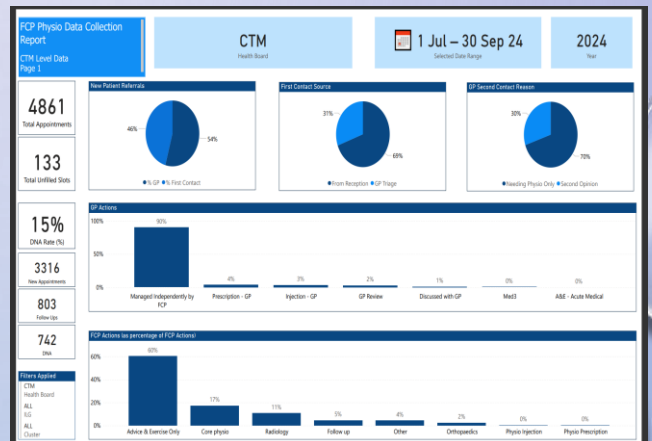 FCP Physio Data Collection
Report
CTM Level Data
Page 1
CTM
Health Board
1 Jul – 30 Sep 24
Selected Date Range
2024
Year
4861
Total Appointments
133
Total Unfilled Slots
15%
DNA Rate (%)
3316
New Appointments
803
Follow Ups
742
DNA
Filters Applied
CTM
Health Board
ALL
ILG
ALL
Cluster
New Patient Referrals
46%
54%
% GP % First Contact
First Contact Source
31%
69%
From Reception GP Triage
GP Second Contact Reason
30%
70%
Needing Physio Only Second Opinion
GP Actions
100%
50%
0%
90%
4%
3%
2%
1%
0%
0%
Managed Independently by
FCP
Prescription - GP
Injection - GP
GP Review
Discussed with GP
Med3
A&E - Acute Medical
FCP Actions (as percentage of FCP Actions)
60%
40%
20%
0%
60%
17%
11%
5%
4%
2%
0%
0%
Advice & Exercise Only
Core physio
Radiology
Follow up
Other
Orthopaedics
Physio Injection
Physio Prescription